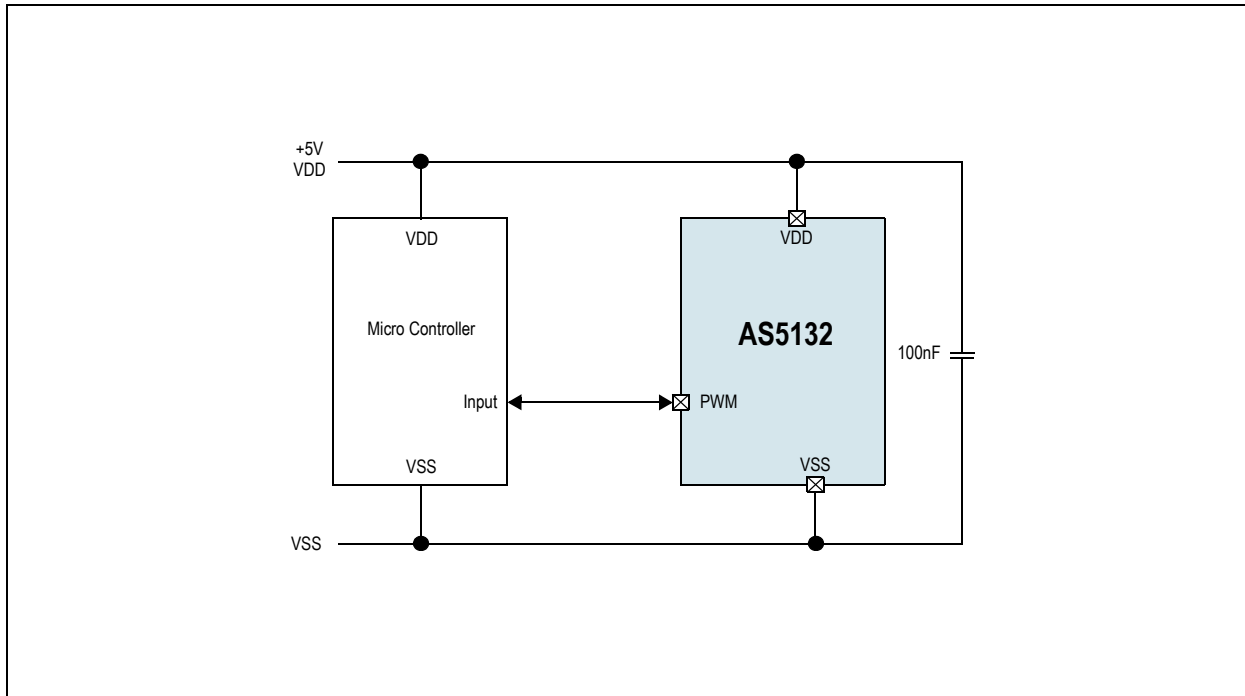 +5V
VDD
VDD
VDD
Micro Controller
AS5132
100nF
Input
PWM
VSS
VSS
VSS